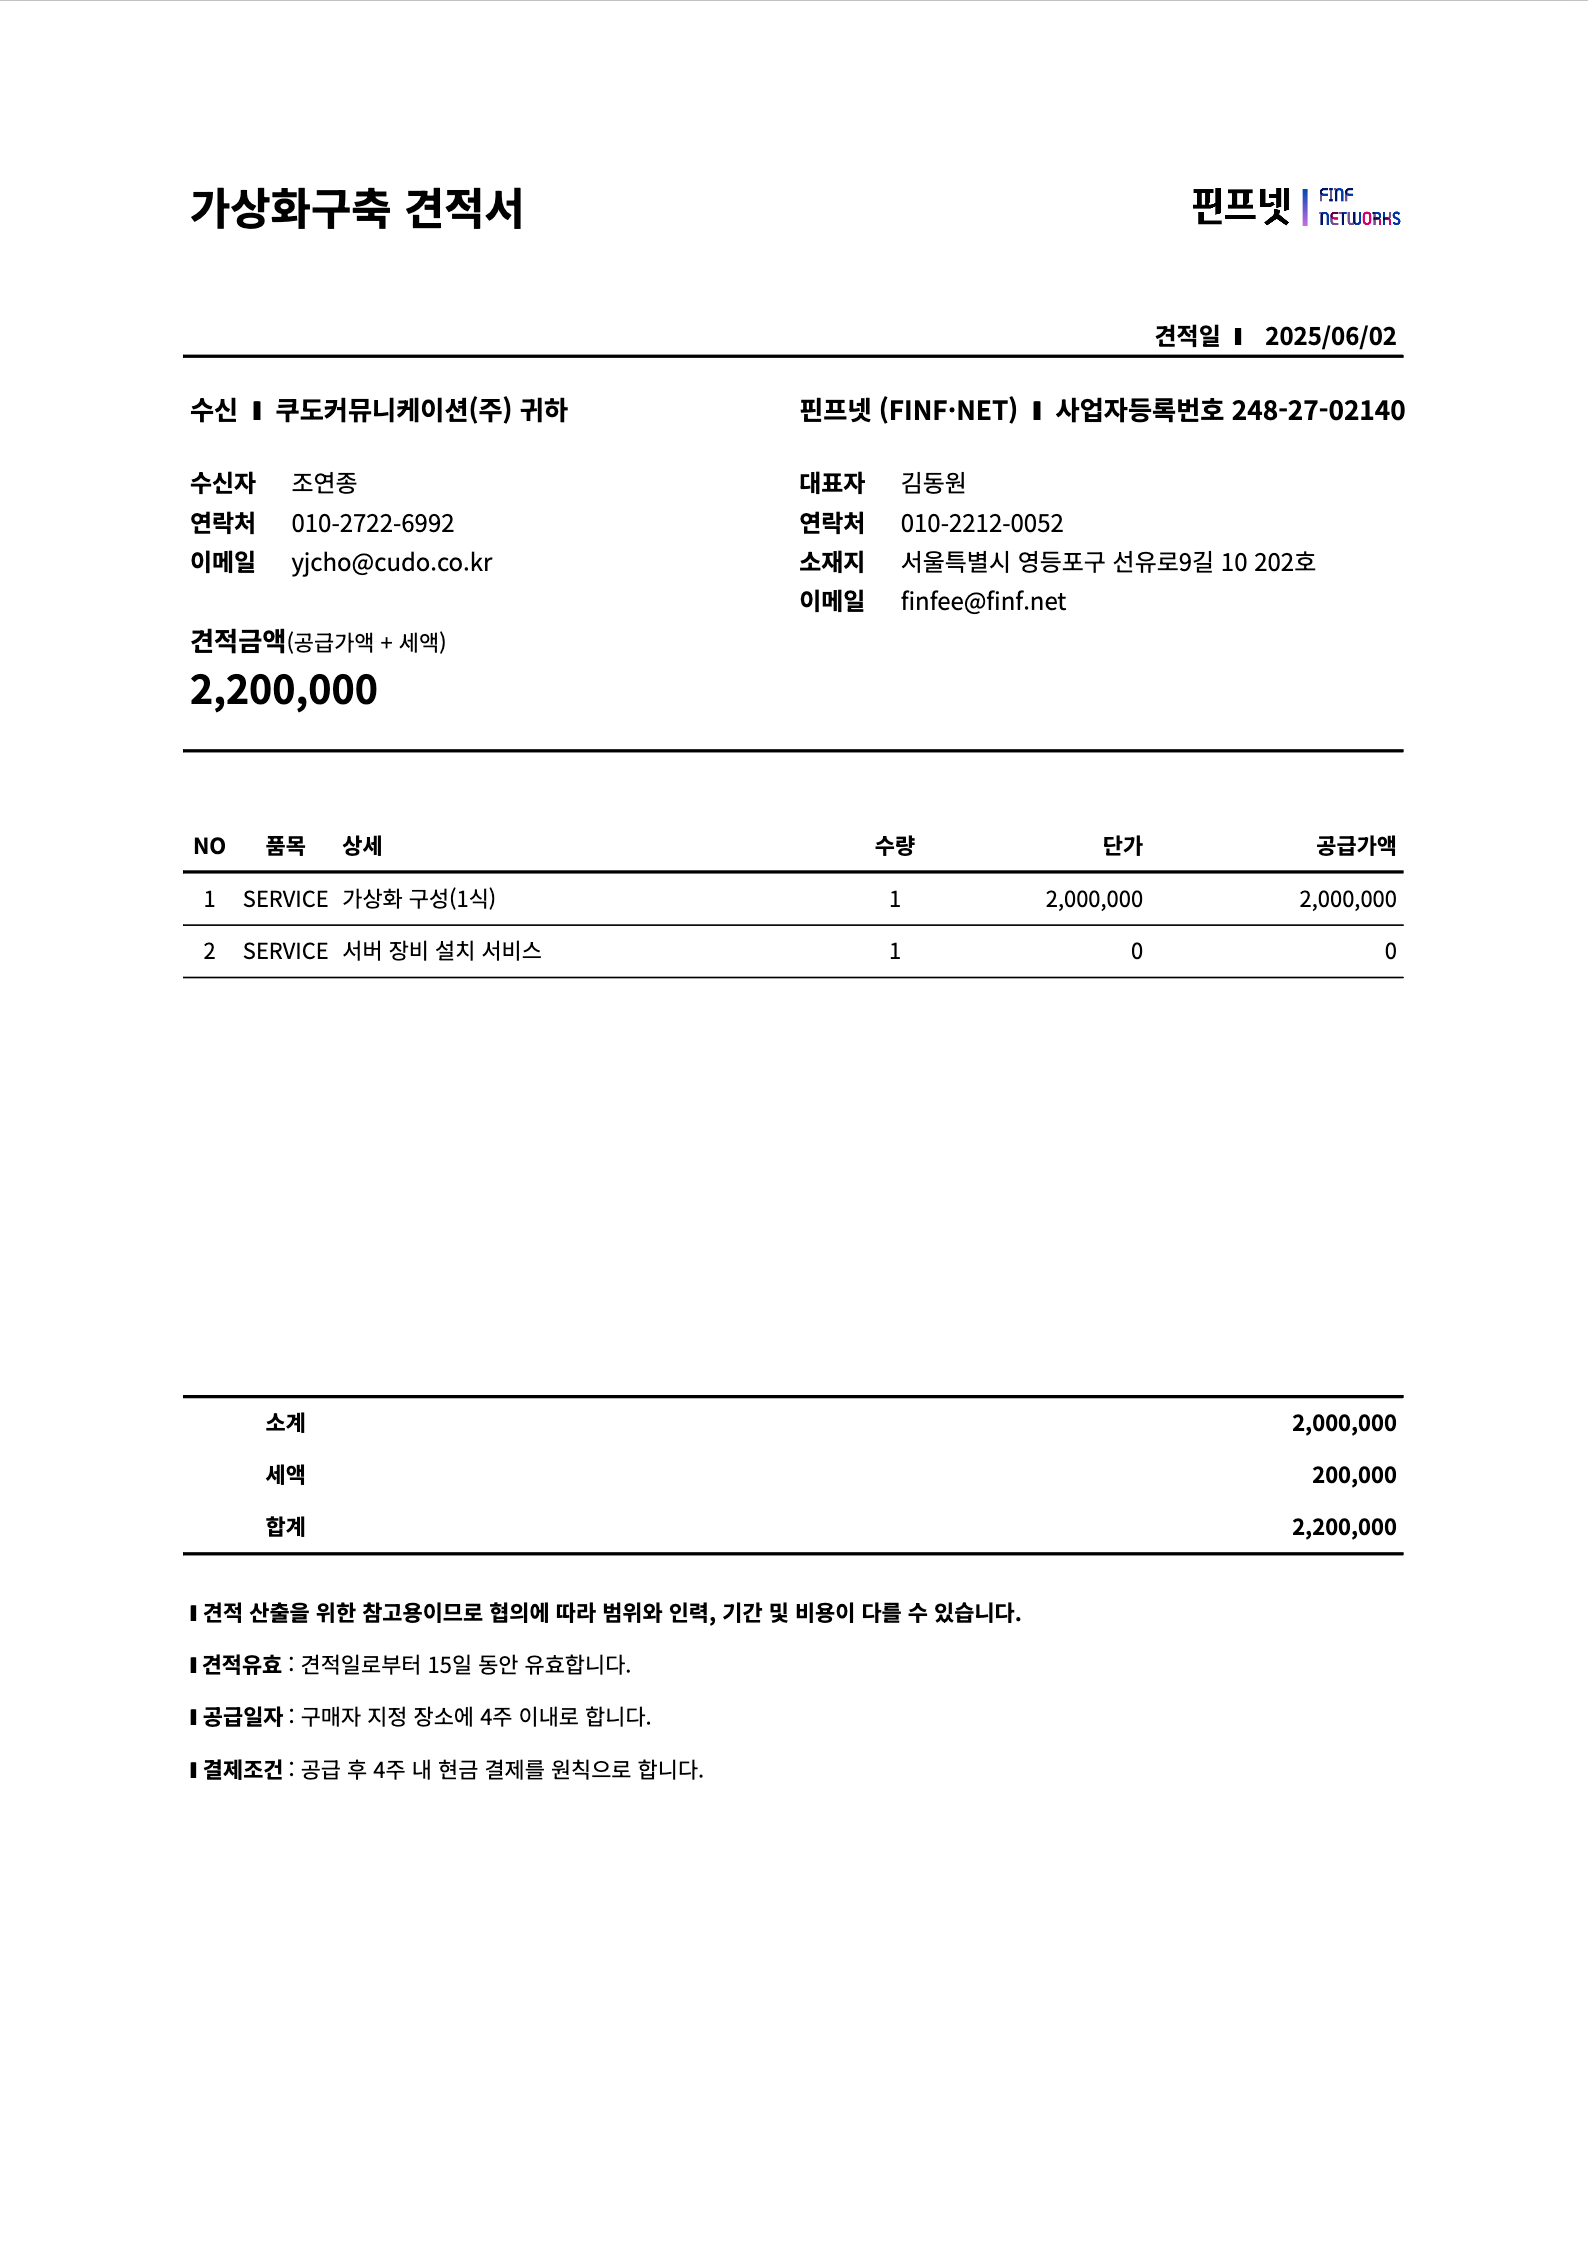 가상화구축 견적서
핀프넷 FINF NETWORKS
견적일 2025/06/02
수신 쿠도커뮤니케이션(주) 귀하
수신자 조연종
연락처 010-2722-6992
이메일 yjcho@cudo.co.kr
견적금액(공급가액 + 세액)
2,200,000
핀프넷 (FINF·NET) 사업자등록번호 248-27-02140
대표자 김동원
연락처 010-2212-0052
소재지 서울특별시 영등포구 선유로9길 10 202호
이메일 finfee@finf.net
NO 품목 상세 수량 단가 공급가액
1 SERVICE 가상화 구성(1식) 1 2,000,000 2,000,000
2 SERVICE 서버 장비 설치 서비스 1 0 0
소계 2,000,000
세액 200,000
합계 2,200,000
견적 산출을 위한 참고용이므로 협의에 따라 범위와 인력, 기간 및 비용이 다를 수 있습니다.
견적유효 : 견적일로부터 15일 동안 유효합니다.
공급일자 : 구매자 지정 장소에 4주 이내로 합니다.
결제조건 : 공급 후 4주 내 현금 결제를 원칙으로 합니다.